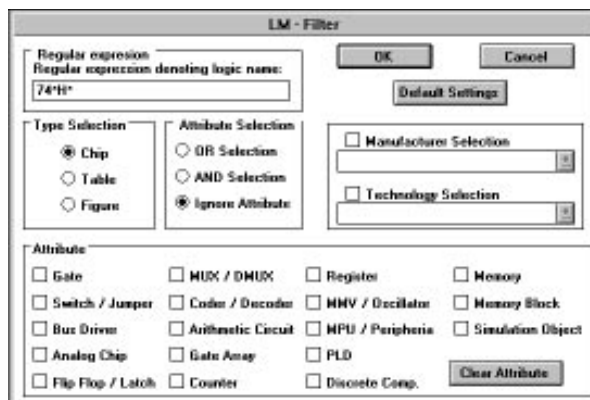 LM - Filter
Regular expresion
Regular expression denoting logic name:
74*H*
OK
Cancel
Default Settings
Type Selection
Chip
Table
Figure
Attribute Selection
OR Selection
AND Selection
Ignore Attribute
Manufacturer Selection
Technology Selection
Attribute
Gate
MUX / DMUX
Register
Memory
Switch / Jumper
Coder / Decoder
MMV / Oscillator
Memory Block
Bus Driver
Arithmetic Circuit
MPU / Peripheria
Simulation Object
Analog Chip
Gate Array
PLD
Flip Flop / Latch
Counter
Discrete Comp.
Clear Attribute